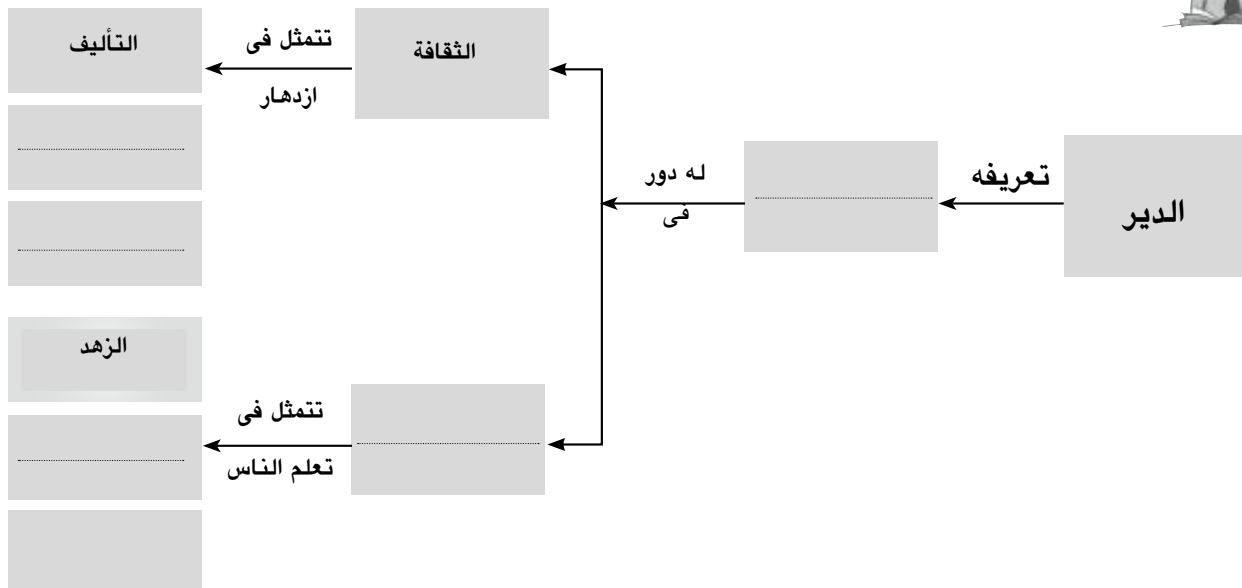 الدير
تعريفه
له دور
فى
الثقافة
تتمثل فى
ازدهار
التأليف
تتمثل فى
تعلم الناس
الزهد